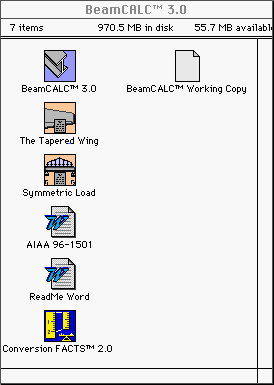 BeamCALC™ 3.0
7 items 970.5 MB in disk 55.7 MB availabl
BeamCALC™ 3.0
BeamCALC™ Working Copy
The Tapered Wing
Symmetric Load
AIAA 96-1501
ReadMe Word
Conversion FACTS™ 2.0